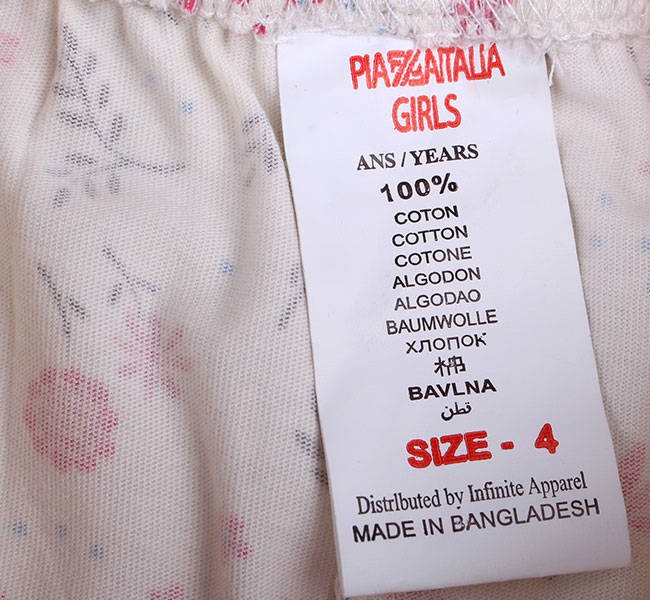 PIAZZAITALIA
GIRLS
ANS / YEARS
100%
COTON
COTTON
COTONE
ALGODON
ALGODAO
BAUMWOLLE
ХЛОПОК
棉
BAVLNA
قطن
SIZE - 4
Distrlbuted by Infinite Apparel
MADE IN BANGLADESH